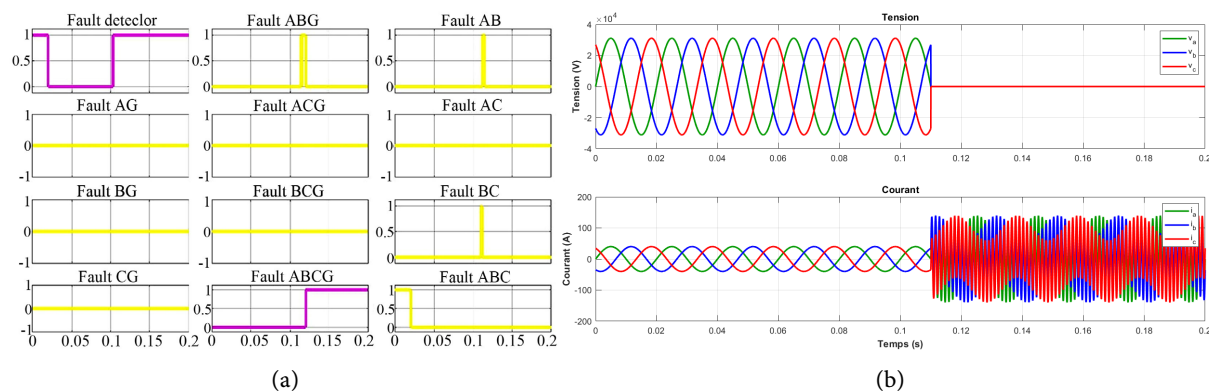 Fault detector Fault ABG Fault AB
1 1 1
0.5 0.5 0.5
0 0 0
Fault AG Fault ACG Fault AC
1 1 1
0 0 0
-1 -1 -1
Fault BG Fault BCG Fault BC
1 1 1
0 0 0.5
-1 -1 0
Fault CG Fault ABCG Fault ABC
1 1 1
0 0.5 0.5
-1 0 0
0 0.05 0.1 0.15 0.2 0 0.05 0.1 0.15 0.2 0 0.05 0.1 0.15 0.2
(a)
Tension
× 10⁴
4
2
0
-2
-4
Tension (V)
v_a
v_b
v_c
0 0.02 0.04 0.06 0.08 0.1 0.12 0.14 0.16 0.18 0.2
Courant
200
100
0
-100
-200
Courant (A)
i_a
i_b
i_c
0 0.02 0.04 0.06 0.08 0.1 0.12 0.14 0.16 0.18 0.2
Temps (s)
(b)